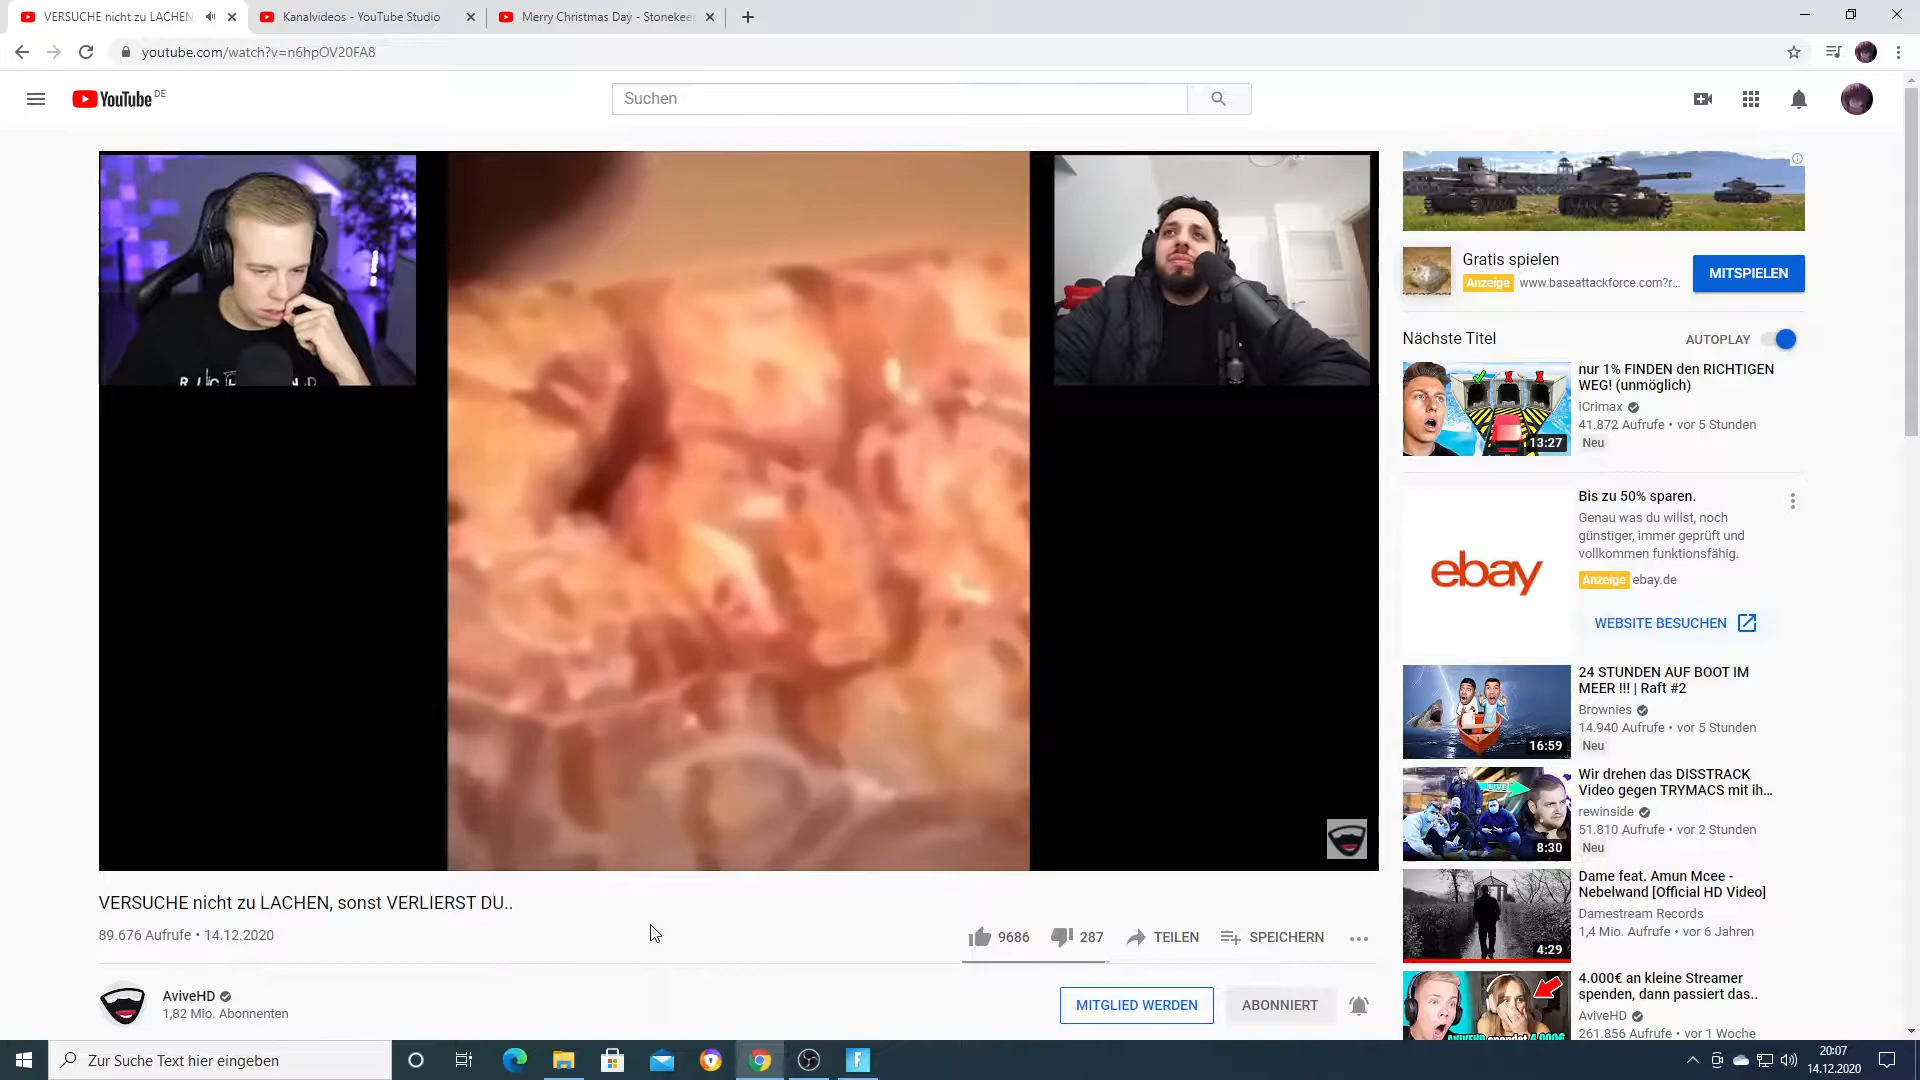 VERSUCHE nicht zu LACHEN
Kanalvideos - YouTube Studio
Merry Christmas Day - Stonekee
youtube.com/watch?v=n6hpOV20FA8
YouTube DE
Suchen
Gratis spielen
Anzeige www.baseattackforce.com?r...
MITSPIELEN
Nächste Titel
AUTOPLAY
nur 1% FINDEN den RICHTIGEN
WEG! (unmöglich)
iCrimax
41.872 Aufrufe • vor 5 Stunden
Neu
13:27
Bis zu 50% sparen.
Genau was du willst, noch
günstiger, immer geprüft und
vollkommen funktionsfähig.
Anzeige ebay.de
ebay
WEBSITE BESUCHEN
24 STUNDEN AUF BOOT IM
MEER !!! | Raft #2
Brownies
14.940 Aufrufe • vor 5 Stunden
Neu
16:59
Wir drehen das DISSTRACK
Video gegen TRYMACS mit ih...
rewinside
51.810 Aufrufe • vor 2 Stunden
Neu
LIVE
8:30
Dame feat. Amun Mcee -
Nebelwand [Official HD Video]
Damestream Records
1,4 Mio. Aufrufe • vor 6 Jahren
4:29
4.000€ an kleine Streamer
spenden, dann passiert das..
AviveHD
261.856 Aufrufe • vor 1 Woche
VERSUCHE nicht zu LACHEN, sonst VERLIERST DU..
89.676 Aufrufe • 14.12.2020
9686
287
TEILEN
SPEICHERN
AviveHD
1,82 Mio. Abonnenten
MITGLIED WERDEN
ABONNIERT
Zur Suche Text hier eingeben
20:07
14.12.2020